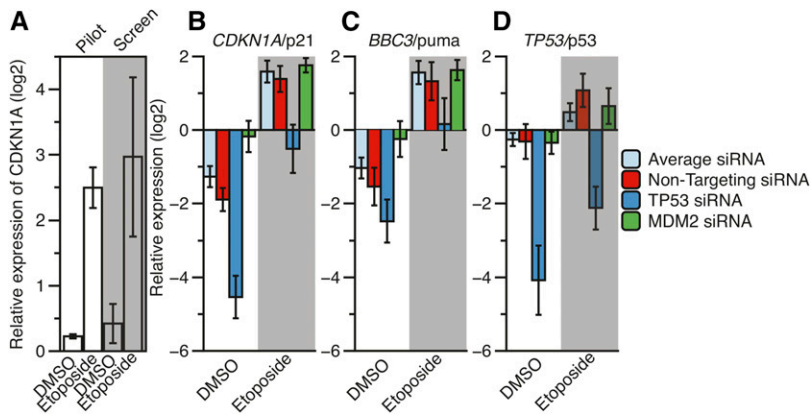 A
Pilot
Screen
Relative expression of CDKN1A (log2)
4
3
2
1
0
DMSO
Etoposide
DMSO
Etoposide
B
CDKN1A/p21
Relative expression (log2)
2
0
−2
−4
−6
DMSO
Etoposide
C
BBC3/puma
2
0
−2
−4
−6
DMSO
Etoposide
D
TP53/p53
2
0
−2
−4
−6
DMSO
Etoposide
Average siRNA
Non-Targeting siRNA
TP53 siRNA
MDM2 siRNA